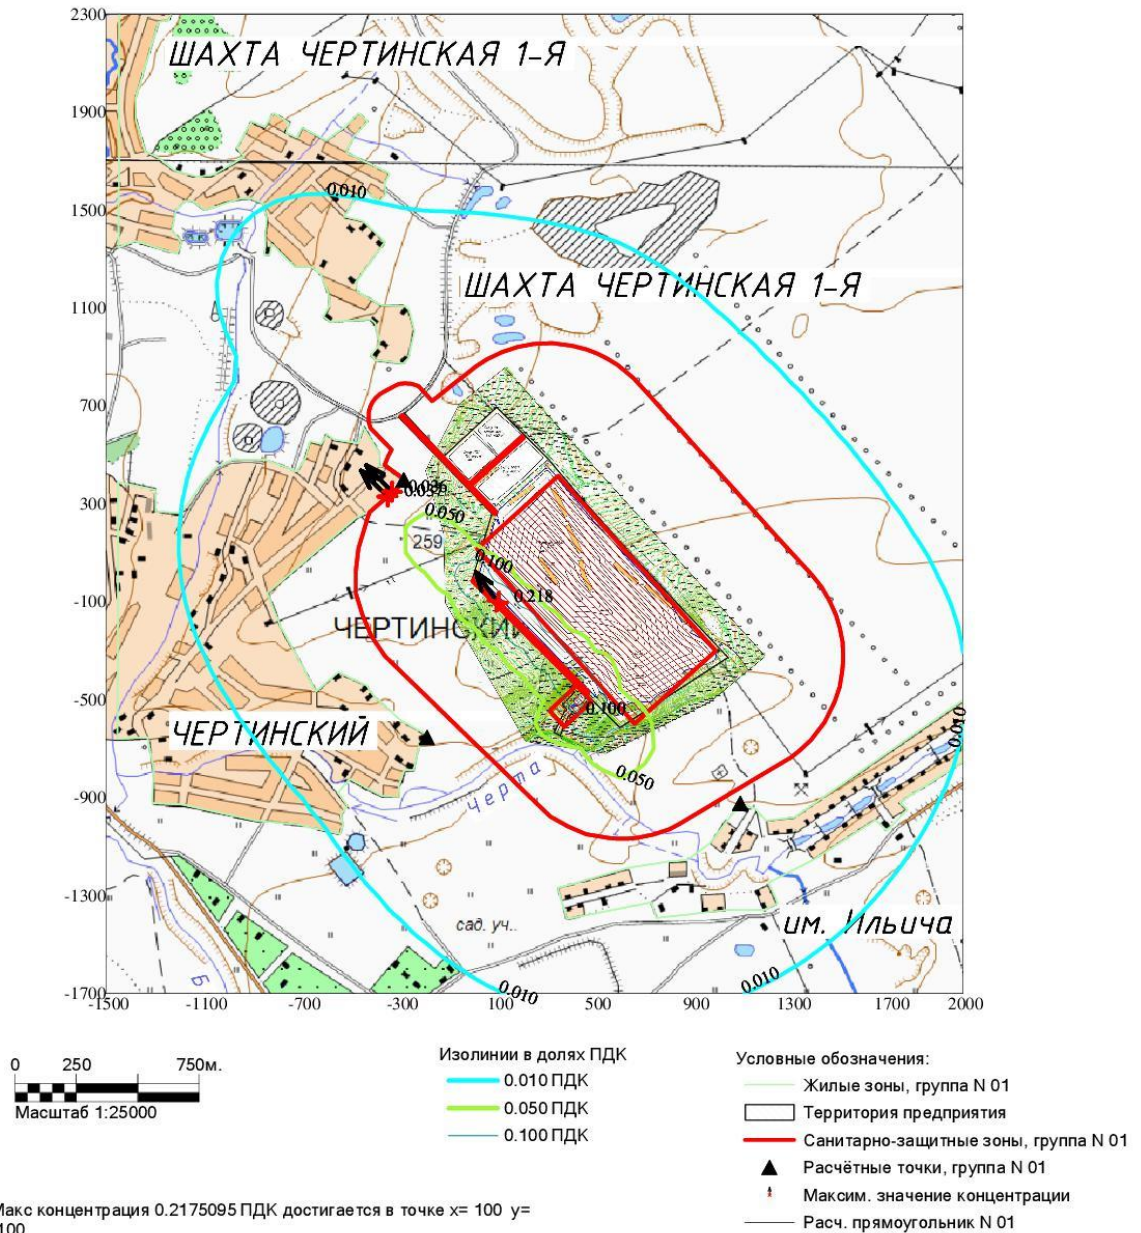 2300
ШАХТА ЧЕРТИНСКАЯ 1-Я
1900
0.010
1500
ШАХТА ЧЕРТИНСКАЯ 1-Я
1100
700
300
0.050
259
0.100
0.218
-100
ЧЕРТИНСКИЙ
-500
0.100
0.010
ЧЕРТИНСКИЙ
0.050
Черта
-900
-1300
сад. уч..
им. Ильича
Б
0.010
0.010
-1700
-1500 -1100 -700 -300 100 500 900 1300 1700 2000
0 250 750м.
Масштаб 1:25000
Изолинии в долях ПДК
0.010 ПДК
0.050 ПДК
0.100 ПДК
Условные обозначения:
Жилые зоны, группа N 01
Территория предприятия
Санитарно-защитные зоны, группа N 01
Расчётные точки, группа N 01
Максим. значение концентрации
Расч. прямоугольник N 01
Макс концентрация 0.2175095 ПДК достигается в точке x= 100 y=
100